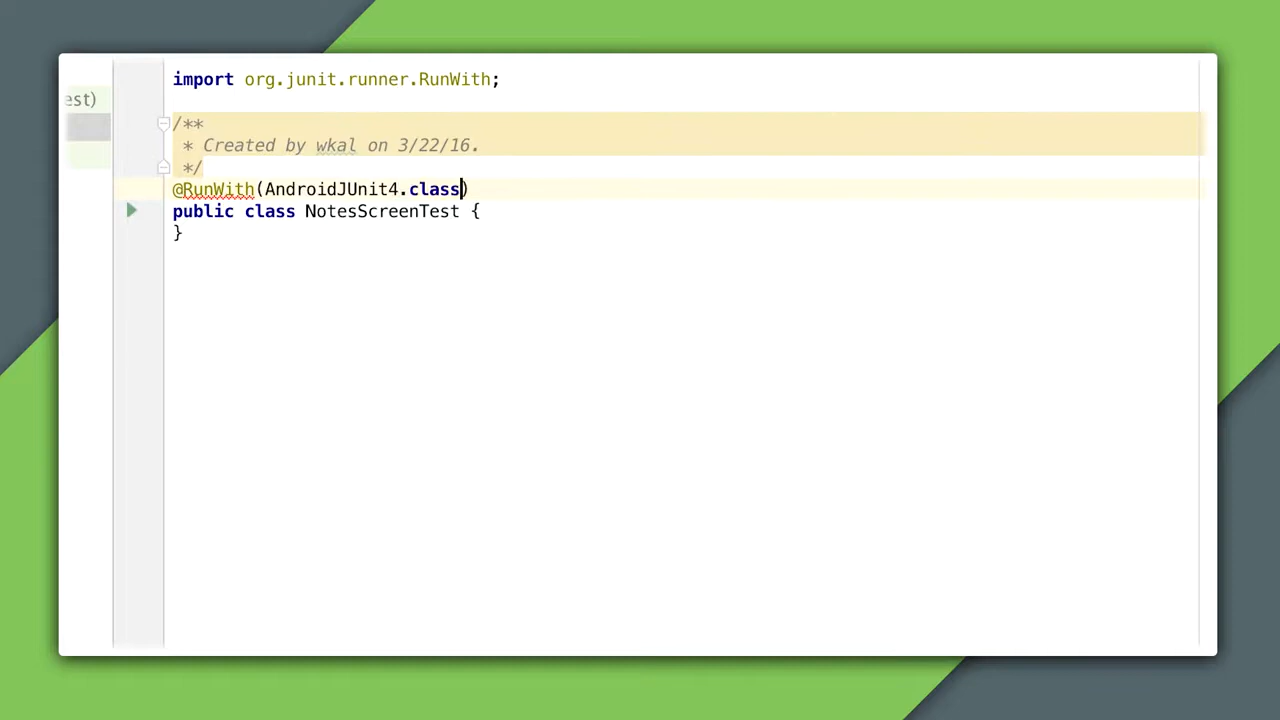 import org.junit.runner.RunWith;
est)
/**
* Created by wkal on 3/22/16.
*/
@RunWith(AndroidJUnit4.class)
public class NotesScreenTest {
}